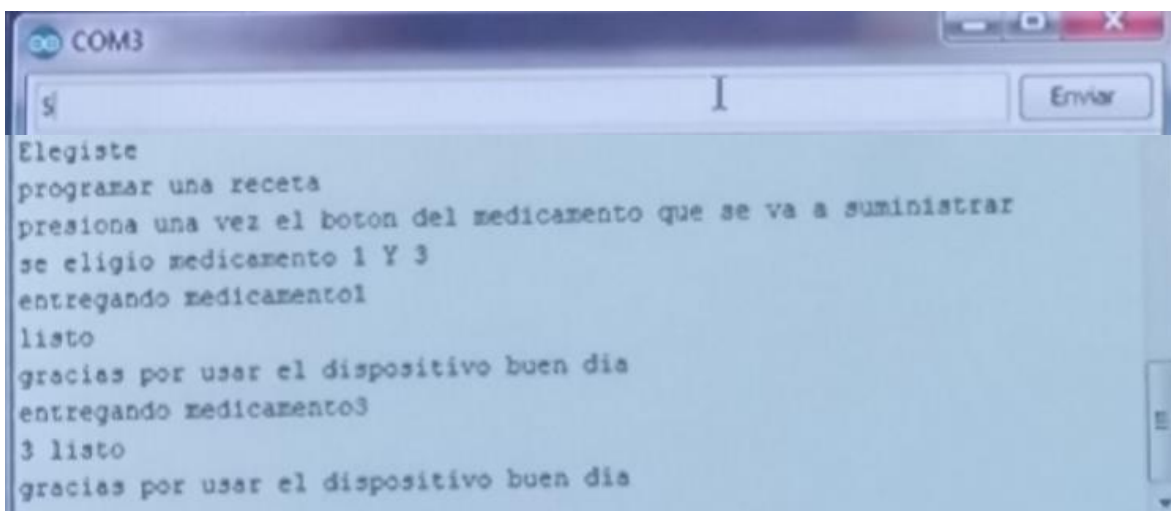 COM3
s
Enviar
Elegiste
programar una receta
presiona una vez el boton del medicamento que se va a suministrar
se eligio medicamento 1 Y 3
entregando medicamento1
listo
gracias por usar el dispositivo buen dia
entregando medicamento3
3 listo
gracias por usar el dispositivo buen dia